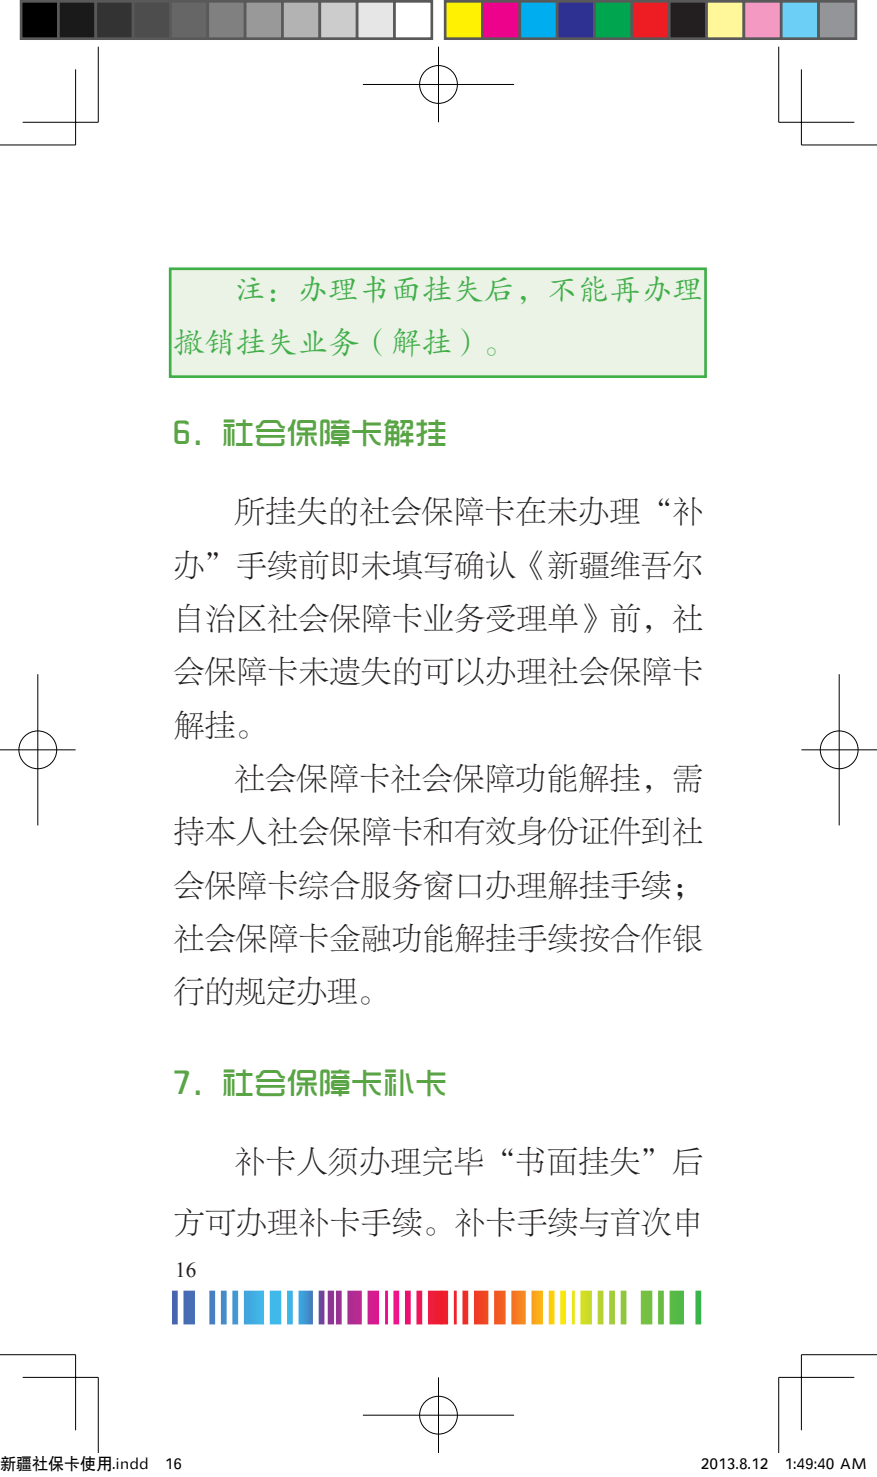 注：办理书面挂失后，不能再办理
撤销挂失业务（解挂）。
6. 社会保障卡解挂
所挂失的社会保障卡在未办理“补
办”手续前即未填写确认《新疆维吾尔
自治区社会保障卡业务受理单》前，社
会保障卡未遗失的可以办理社会保障卡
解挂。
社会保障卡社会保障功能解挂，需
持本人社会保障卡和有效身份证件到社
会保障卡综合服务窗口办理解挂手续；
社会保障卡金融功能解挂手续按合作银
行的规定办理。
7. 社会保障卡补卡
补卡人须办理完毕“书面挂失”后
方可办理补卡手续。补卡手续与首次申
16
新疆社保卡使用.indd 16 2013.8.12 1:49:40 AM